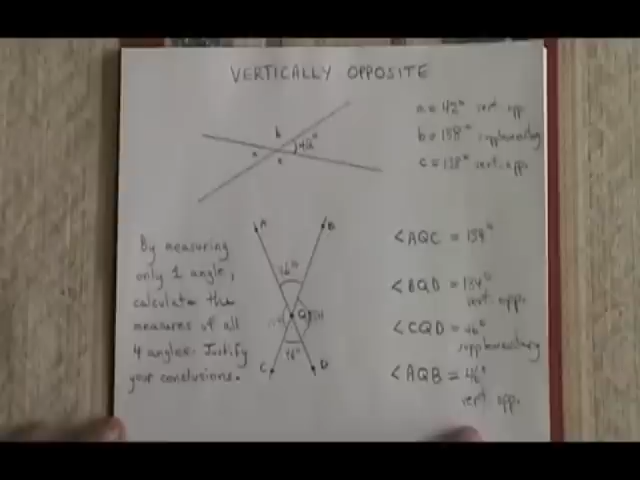 VERTICALLY OPPOSITE
a = 42° vert. opp.
b = 138° supplementary
c = 138° vert. opp.
b
42°
a
c
A
B
46°
Q
46°
C
D
By measuring
only 1 angle,
calculate the
measures of all
4 angles. Justify
your conclusions.
<AQC = 134°
<BQD = 134°
vert. opp.
<CQD = 46°
supplementary
<AQB = 46°
vert. opp.